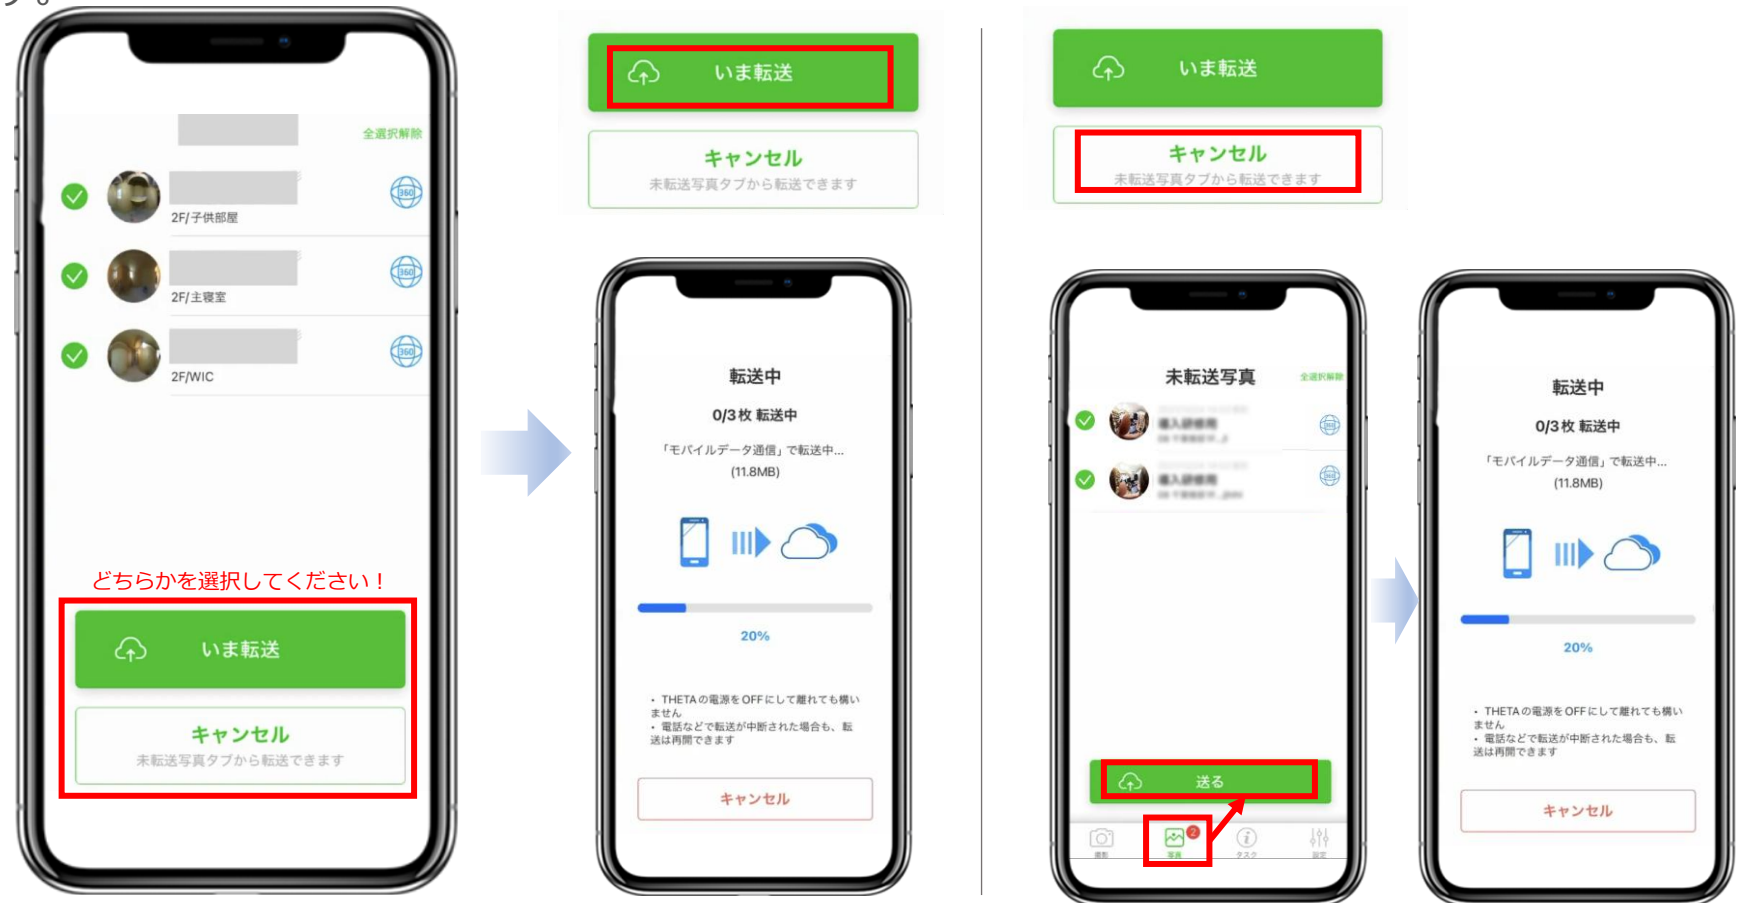 す。
全選択解除
2F/子供部屋
2F/主寝室
2F/WIC
どちらかを選択してください！
いま転送
キャンセル
未転送写真タブから転送できます
いま転送
キャンセル
未転送写真タブから転送できます
転送中
0/3枚 転送中
「モバイルデータ通信」で転送中...
(11.8MB)
20%
・ THETAの電源をOFFにして離れても構い
ません
・ 電話などで転送が中断された場合も、転
送は再開できます
キャンセル
いま転送
キャンセル
未転送写真タブから転送できます
未転送写真
全選択解除
送る
2
撮影
写真
タスク
設定
転送中
0/3枚 転送中
「モバイルデータ通信」で転送中...
(11.8MB)
20%
・ THETAの電源をOFFにして離れても構い
ません
・ 電話などで転送が中断された場合も、転
送は再開できます
キャンセル